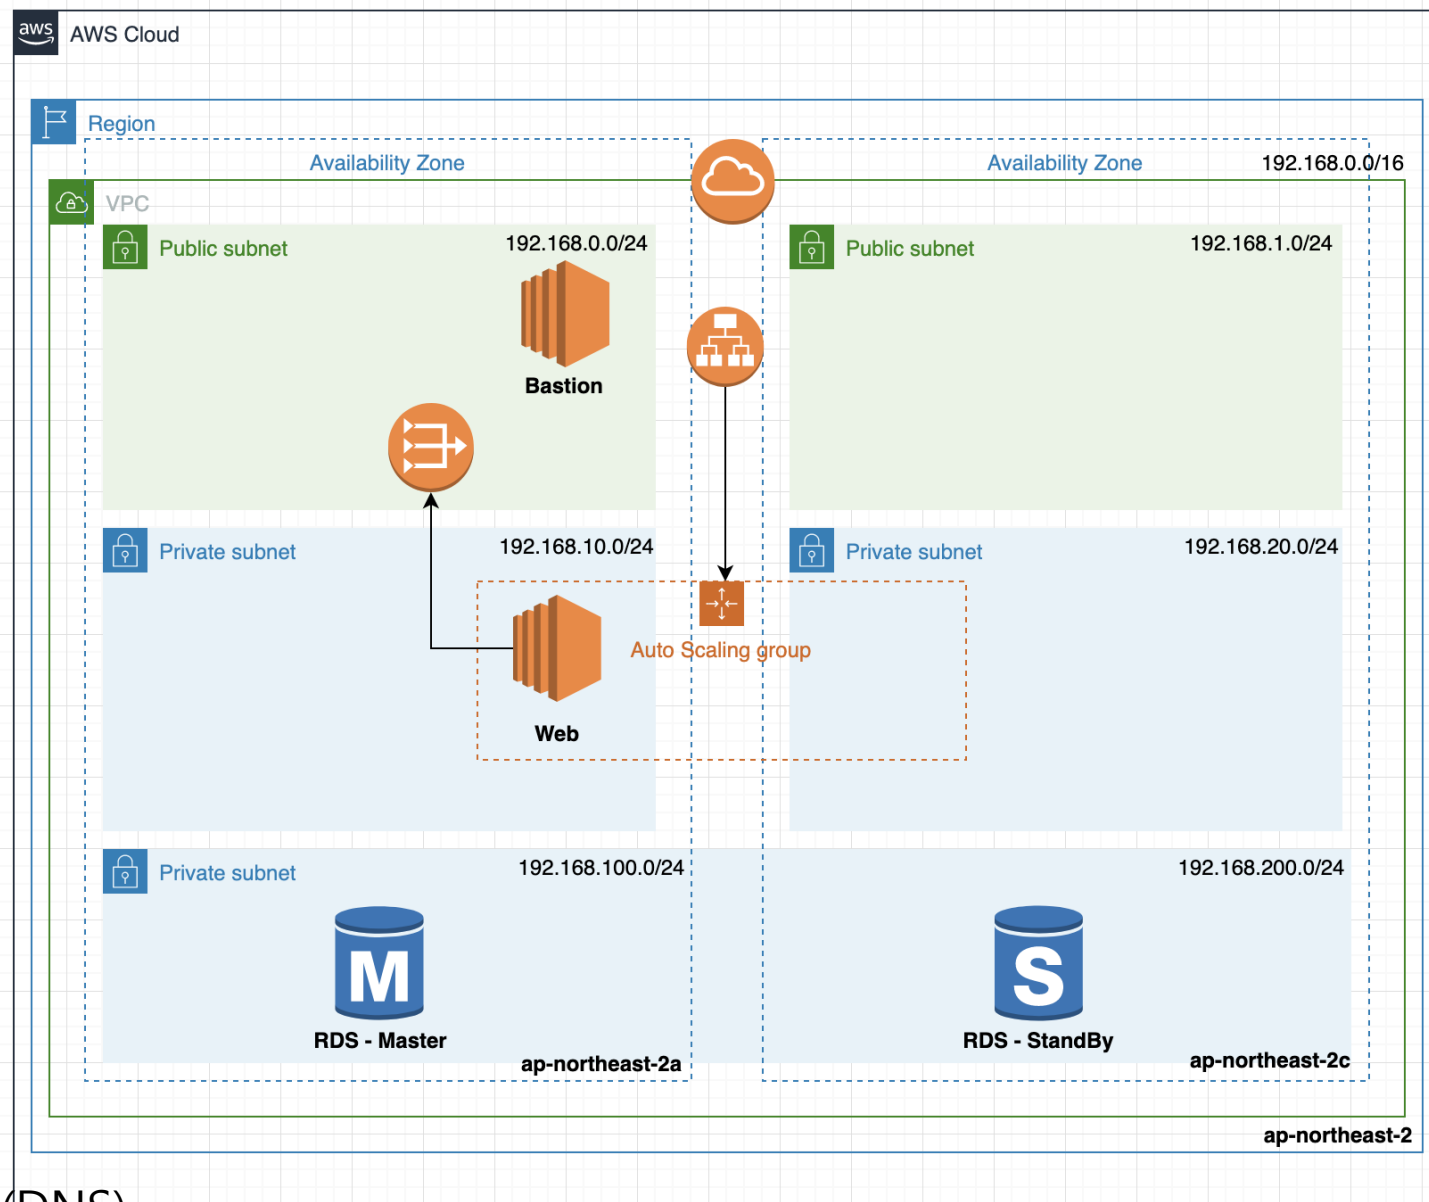 aws
AWS Cloud
Region
Availability Zone
Availability Zone
192.168.0.0/16
VPC
Public subnet
192.168.0.0/24
Public subnet
192.168.1.0/24
Bastion
Private subnet
192.168.10.0/24
Private subnet
192.168.20.0/24
Auto Scaling group
Web
Private subnet
192.168.100.0/24
192.168.200.0/24
M
S
RDS - Master
RDS - StandBy
ap-northeast-2a
ap-northeast-2c
ap-northeast-2
(DNS)